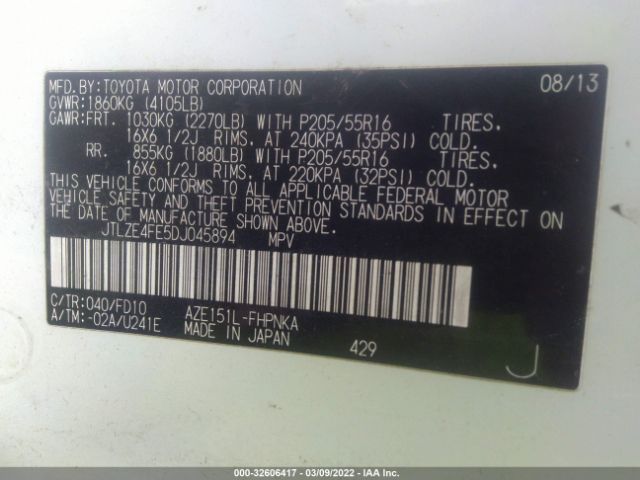 MFD.BY:TOYOTA MOTOR CORPORATION 08/13
GVWR:1860KG (4105LB)
GAWR:FRT. 1030KG (2270LB) WITH P205/55R16 TIRES.
16X6 1/2J RIMS. AT 240KPA (35PSI) COLD.
RR. 855KG (1880LB) WITH P205/55R16 TIRES.
16X6 1/2J RIMS. AT 220KPA (32PSI) COLD.
THIS VEHICLE CONFORMS TO ALL APPLICABLE FEDERAL MOTOR
VEHICLE SAFETY AND THEFT PREVENTION STANDARDS IN EFFECT ON
THE DATE OF MANUFACTURE SHOWN ABOVE.
JTLZE4FE5DJ045894 MPV
C/TR:040/FD10 AZE151L-FHPNKA
A/TM:-02A/U241E MADE IN JAPAN
429 J
000-32606417 - 03/09/2022 - IAA Inc.